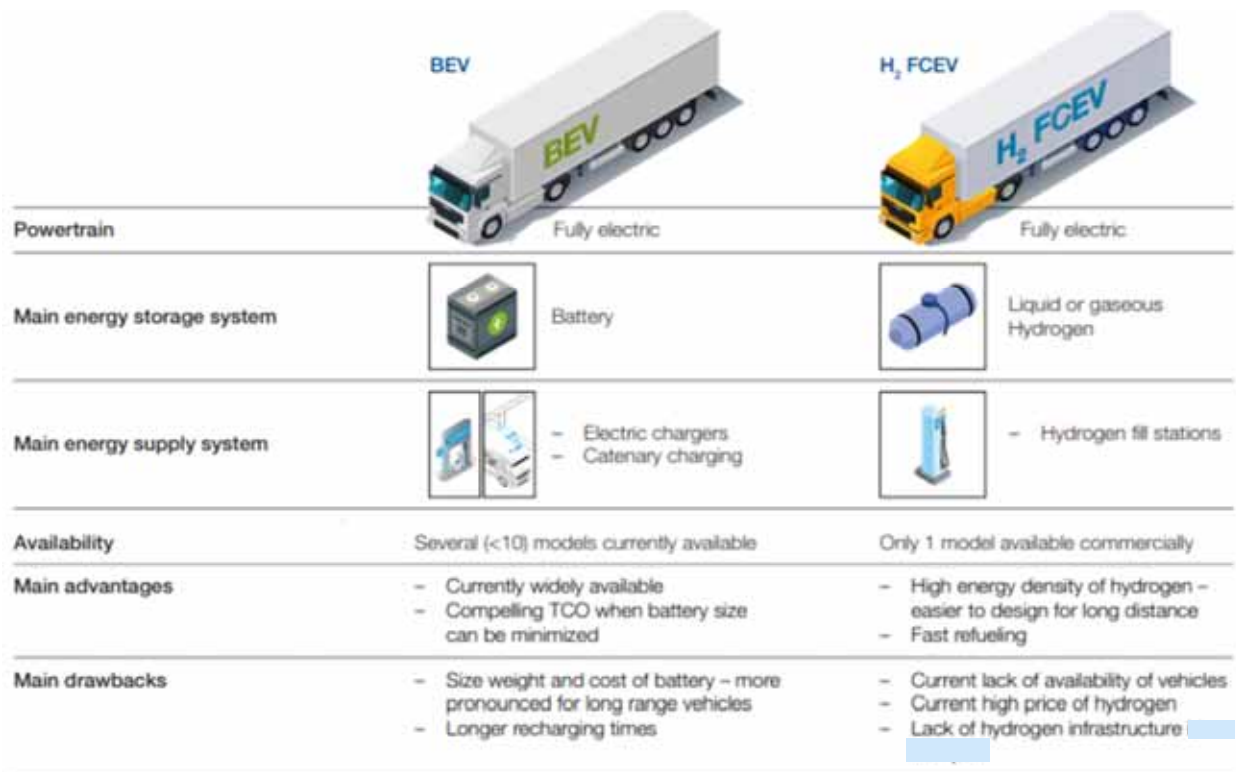 BEV
H₂ FCEV
BEV
H₂ FCEV
Powertrain
Fully electric
Fully electric
Main energy storage system
Battery
Liquid or gaseous
Hydrogen
Main energy supply system
– Electric chargers
– Catenary charging
– Hydrogen fill stations
Availability
Several (<10) models currently available
Only 1 model available commercially
Main advantages
– Currently widely available
– Compelling TCO when battery size
can be minimized
– High energy density of hydrogen –
easier to design for long distance
– Fast refueling
Main drawbacks
– Size weight and cost of battery – more
pronounced for long range vehicles
– Longer recharging times
– Current lack of availability of vehicles
– Current high price of hydrogen
– Lack of hydrogen infrastructure